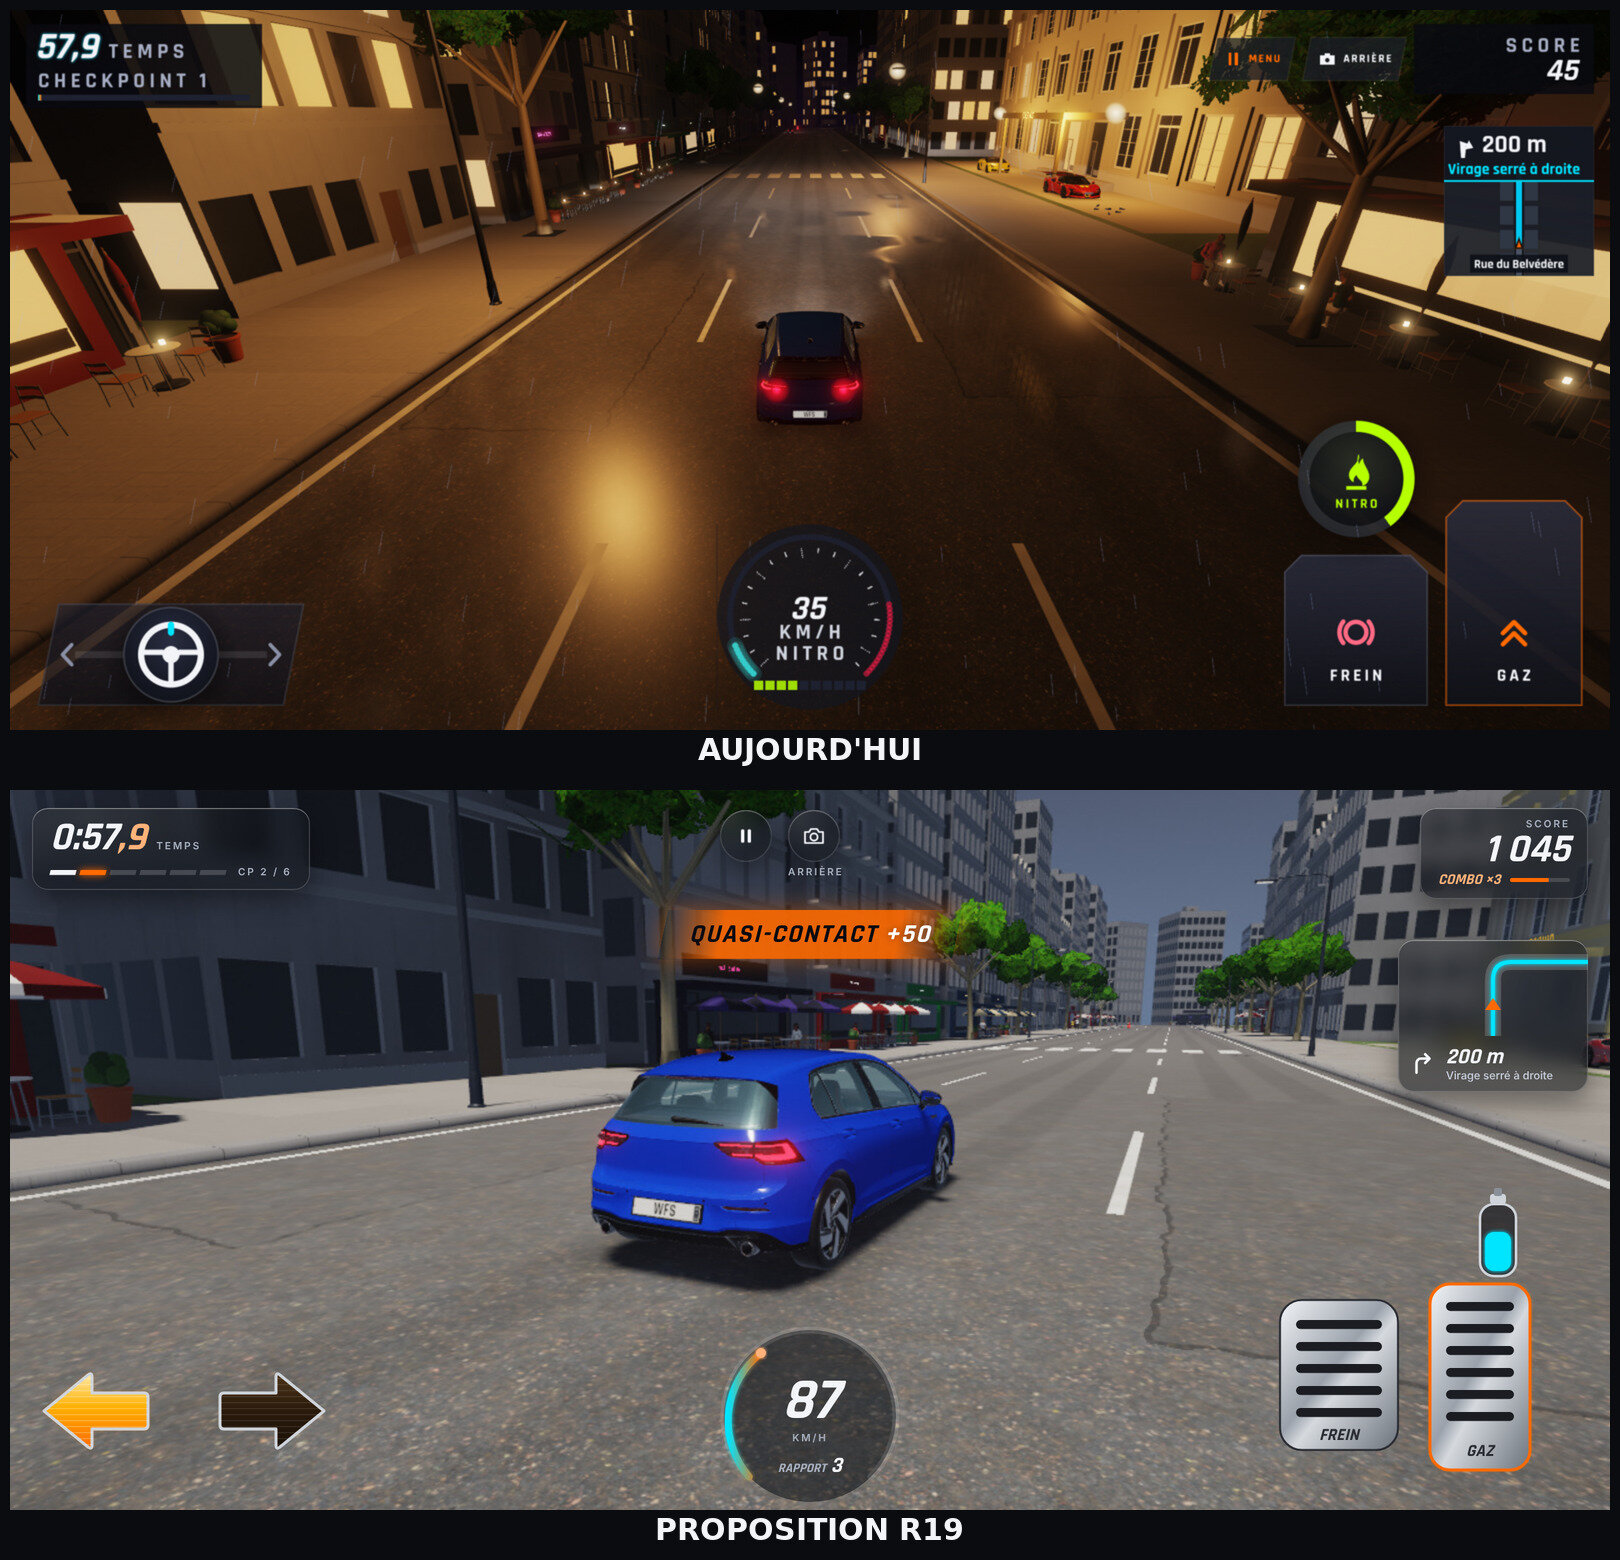 57,9 TEMPS
CHECKPOINT 1
MENU
ARRIÈRE
SCORE
45
200 m
Virage serré à droite
Rue du Belvédère
WFS
NITRO
35
KM/H
NITRO
FREIN
GAZ
AUJOURD'HUI
0:57,9 TEMPS
CP 2 / 6
ARRIÈRE
SCORE
1 045
COMBO ×3
QUASI-CONTACT +50
200 m
Virage serré à droite
WFS
87
KM/H
RAPPORT 3
FREIN
GAZ
PROPOSITION R19